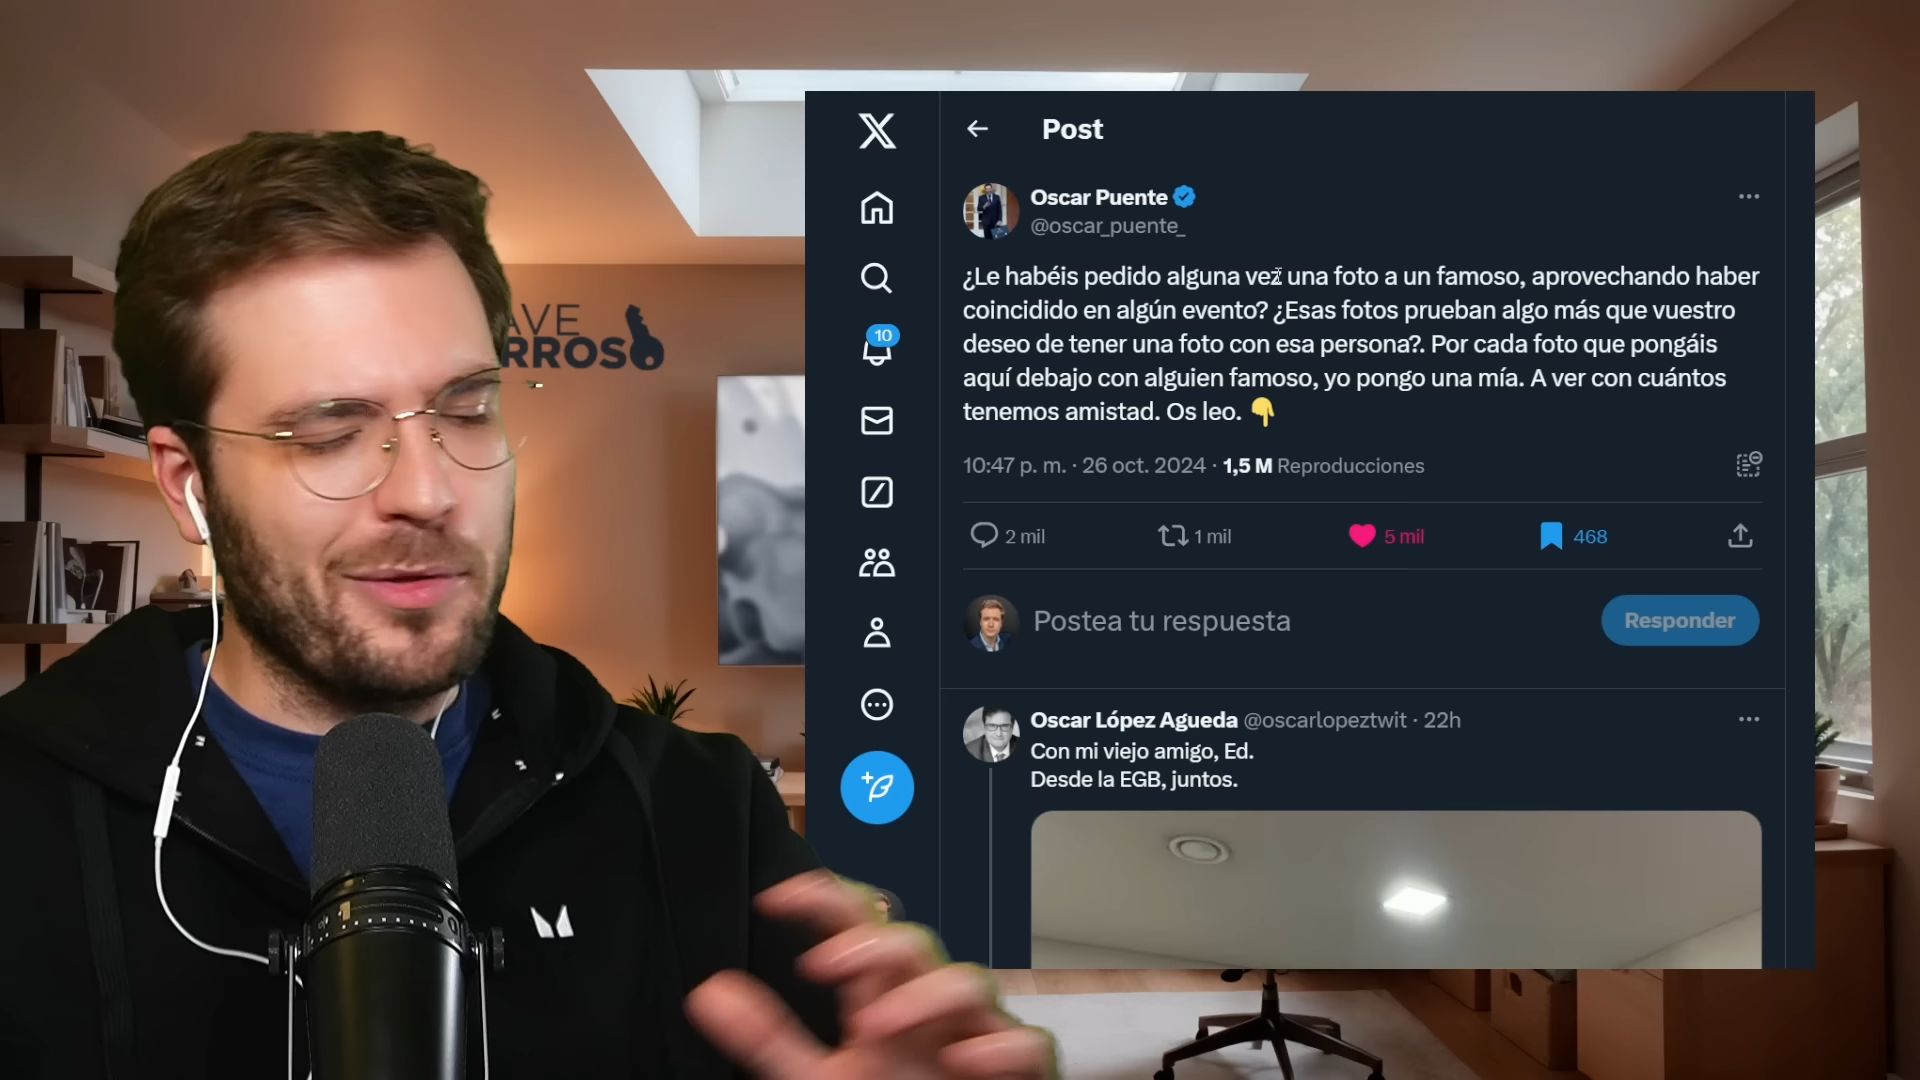 AVE
RROS
Post
Oscar Puente
@oscar_puente_
¿Le habéis pedido alguna vez una foto a un famoso, aprovechando haber
coincidido en algún evento? ¿Esas fotos prueban algo más que vuestro
deseo de tener una foto con esa persona?. Por cada foto que pongáis
aquí debajo con alguien famoso, yo pongo una mía. A ver con cuántos
tenemos amistad. Os leo.
10:47 p. m. · 26 oct. 2024 · 1,5 M Reproducciones
10
2 mil
1 mil
5 mil
468
Postea tu respuesta
Responder
Oscar López Agueda @oscarlopeztwit · 22h
Con mi viejo amigo, Ed.
Desde la EGB, juntos.